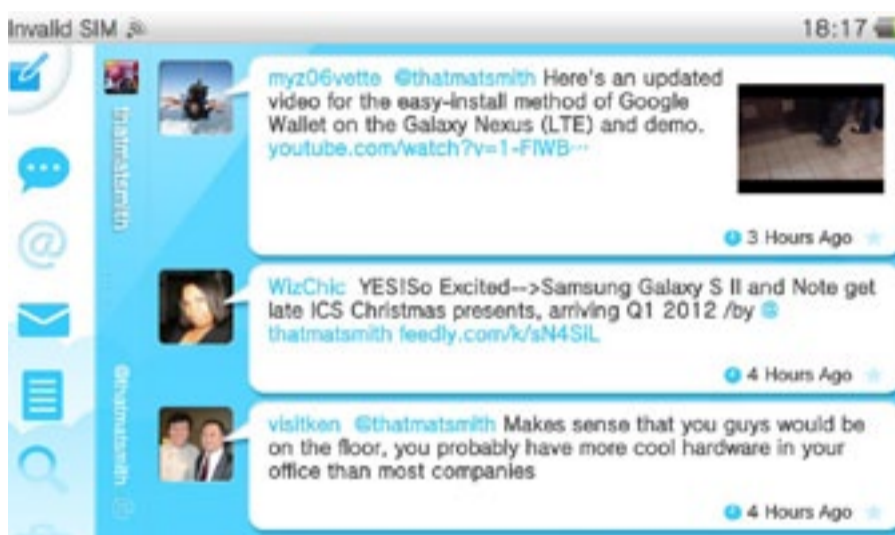 Invalid SIM
18:17
thatmatsmith
myz06vette @thatmatsmith Here's an updated
video for the easy-install method of Google
Wallet on the Galaxy Nexus (LTE) and demo.
youtube.com/watch?v=1-FlWB…
3 Hours Ago
WizChic YES!So Excited-->Samsung Galaxy S II and Note get
late ICS Christmas presents, arriving Q1 2012 /by @
thatmatsmith feedly.com/k/sN4SiL
4 Hours Ago
@thatmatsmith @
visitken @thatmatsmith Makes sense that you guys would be
on the floor, you probably have more cool hardware in your
office than most companies
4 Hours Ago